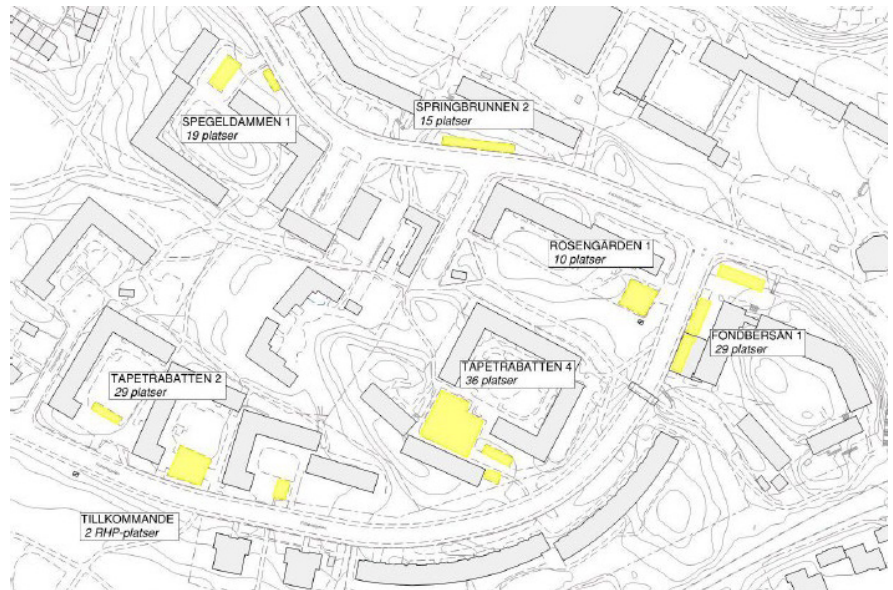 SPEGELDAMMEN 1
19 platser
SPRINGBRUNNEN 2
15 platser
ROSENGÅRDEN 1
10 platser
FONDBERSÅN 1
29 platser
TAPETRABATTEN 2
29 platser
TAPETRABATTEN 4
36 platser
TILLKOMMANDE
2 RHP-platser